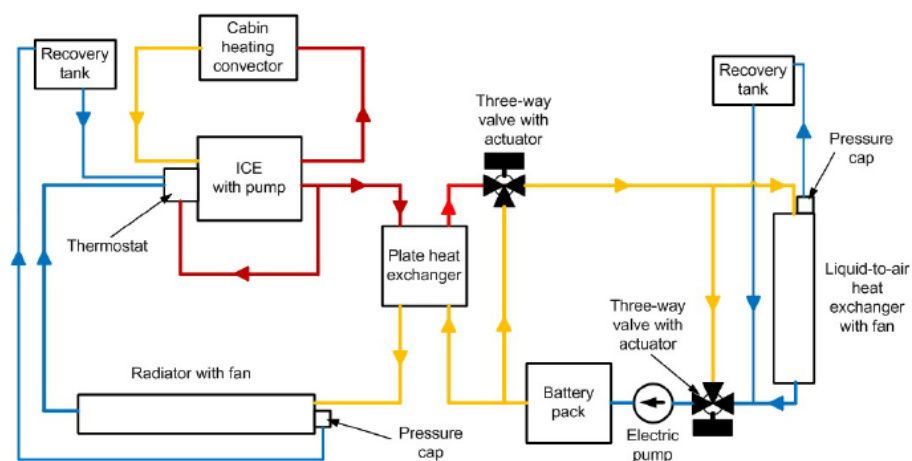 Recovery
tank
Cabin
heating
convector
Three-way
valve with
actuator
Recovery
tank
Pressure
cap
ICE
with pump
Thermostat
Plate heat
exchanger
Liquid-to-air
heat
exchanger
with fan
Three-way
valve with
actuator
Radiator with fan
Pressure
cap
Battery
pack
Electric
pump